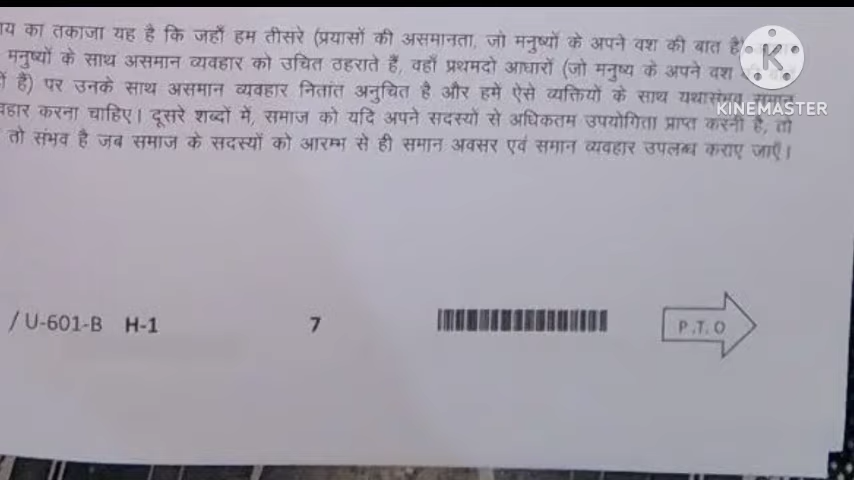 का तकाजा यह है कि जहाँ हम तीसरे (प्रयासों की असमानता, जो मनुष्यों के अपने वश की बात है
मनुष्यों के साथ असमान व्यवहार को उचित ठहराते हैं, वहाँ प्रथमदो आधारों (जो मनुष्य के अपने वश
हैं) पर उनके साथ असमान व्यवहार नितांत अनुचित है और हमें ऐसे व्यक्तियों के साथ यथासंभव समान
करना चाहिए। दूसरे शब्दों में, समाज को यदि अपने सदस्यों से अधिकतम उपयोगिता प्राप्त करनी है, तो
तो संभव है जब समाज के सदस्यों को आरम्भ से ही समान अवसर एवं समान व्यवहार उपलब्ध कराए जाएँ।
K
KINEMASTER
/ U-601-B H-1 7 P.T.O